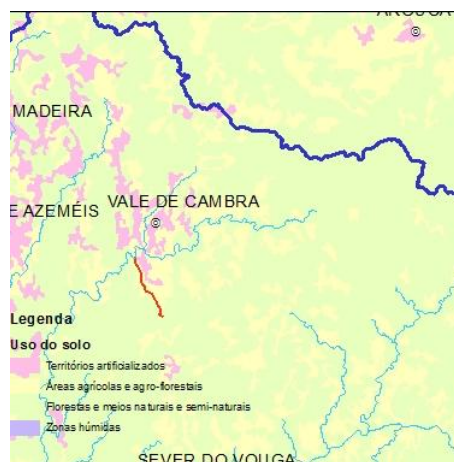 AROUCA
MADEIRA
VALE DE CAMBRA
E AZEMÉIS
Legenda
Uso do solo
Territórios artificializados
Áreas agrícolas e agro-florestais
Florestas e meios naturais e semi-naturais
Zonas húmidas
SEVER DO VOUGA